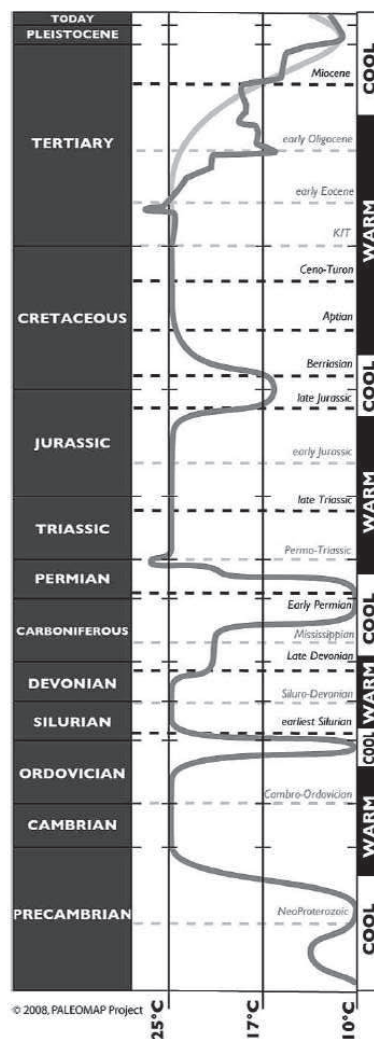 TODAY
PLEISTOCENE
COOL
Miocene
TERTIARY
early Oligocene
early Eocene
K/T
WARM
Ceno-Turon
CRETACEOUS
Aptian
Berriasian
COOL
late Jurassic
JURASSIC
early Jurassic
WARM
late Triassic
TRIASSIC
Permo-Triassic
PERMIAN
Early Permian
COOL
CARBONIFEROUS
Mississippian
Late Devonian
DEVONIAN
WARM
Siluro-Devonian
SILURIAN
earliest Silurian
COOL
ORDOVICIAN
Cambro-Ordovician
WARM
CAMBRIAN
PRECAMBRIAN
NeoProterozoic
COOL
© 2008, PALEOMAP Project
25°C
17°C
10°C